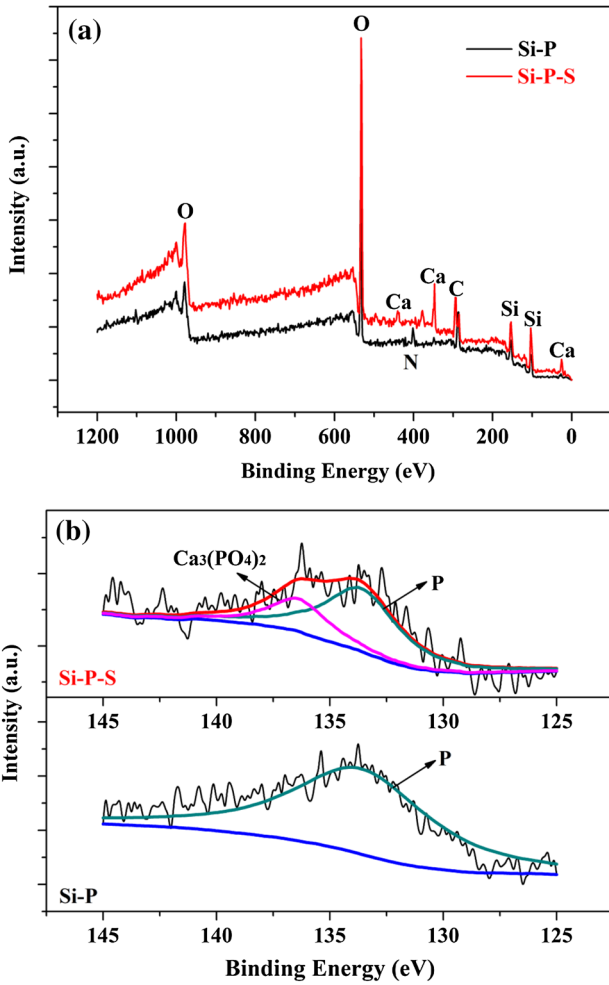 (a)
O
Si-P
Si-P-S
O
Ca
Ca
C
Si
Si
Ca
N
Intensity (a.u.)
1200 1000 800 600 400 200 0
Binding Energy (eV)
(b)
Ca3(PO4)2
P
Si-P-S
145 140 135 130 125
Intensity (a.u.)
P
Si-P
145 140 135 130 125
Binding Energy (eV)